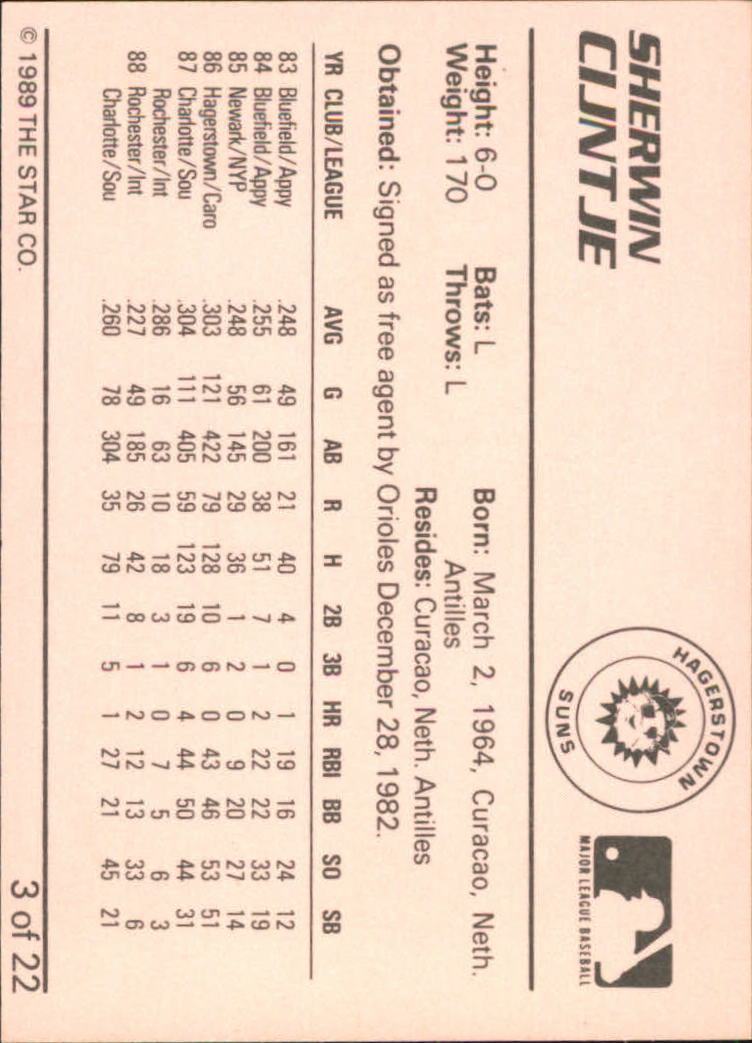 SHERWIN
CIJNTJE
HAGERSTOWN
SUNS
MAJOR LEAGUE BASEBALL
Height: 6-0 Bats: L Born: March 2, 1964, Curacao, Neth.
Weight: 170 Throws: L Antilles
Resides: Curacao, Neth. Antilles
Obtained: Signed as free agent by Orioles December 28, 1982.
YR CLUB/LEAGUE AVG G AB R H 2B 3B HR RBI BB SO SB
83 Bluefield/Appy .248 49 161 21 40 4 0 1 19 16 24 12
84 Bluefield/Appy .255 61 200 38 51 7 1 2 22 22 33 19
85 Newark/NYP .248 56 145 29 36 1 2 0 9 20 27 14
86 Hagerstown/Caro .303 121 422 79 128 10 6 0 43 46 53 51
87 Charlotte/Sou .304 111 405 59 123 19 6 4 44 50 44 31
Rochester/Int .286 16 63 10 18 3 1 0 7 5 6 3
88 Rochester/Int .227 49 185 26 42 8 1 2 12 13 33 6
Charlotte/Sou .260 78 304 35 79 11 5 1 27 21 45 21
© 1989 THE STAR CO. 3 of 22